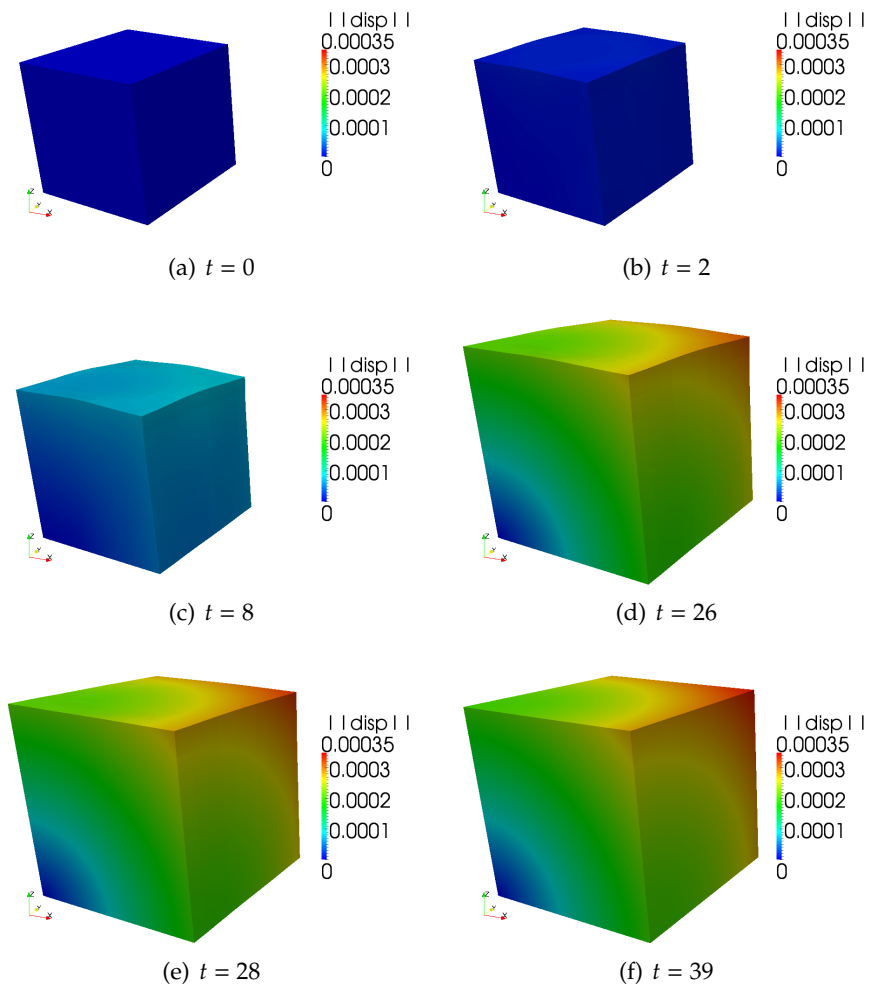 ||disp||
0.00035
0.0003
0.0002
0.0001
0
Z
Y
X
(a) t = 0
||disp||
0.00035
0.0003
0.0002
0.0001
0
Z
Y
X
(b) t = 2
||disp||
0.00035
0.0003
0.0002
0.0001
0
Z
Y
X
(c) t = 8
||disp||
0.00035
0.0003
0.0002
0.0001
0
Z
Y
X
(d) t = 26
||disp||
0.00035
0.0003
0.0002
0.0001
0
Z
Y
X
(e) t = 28
||disp||
0.00035
0.0003
0.0002
0.0001
0
Z
Y
X
(f) t = 39